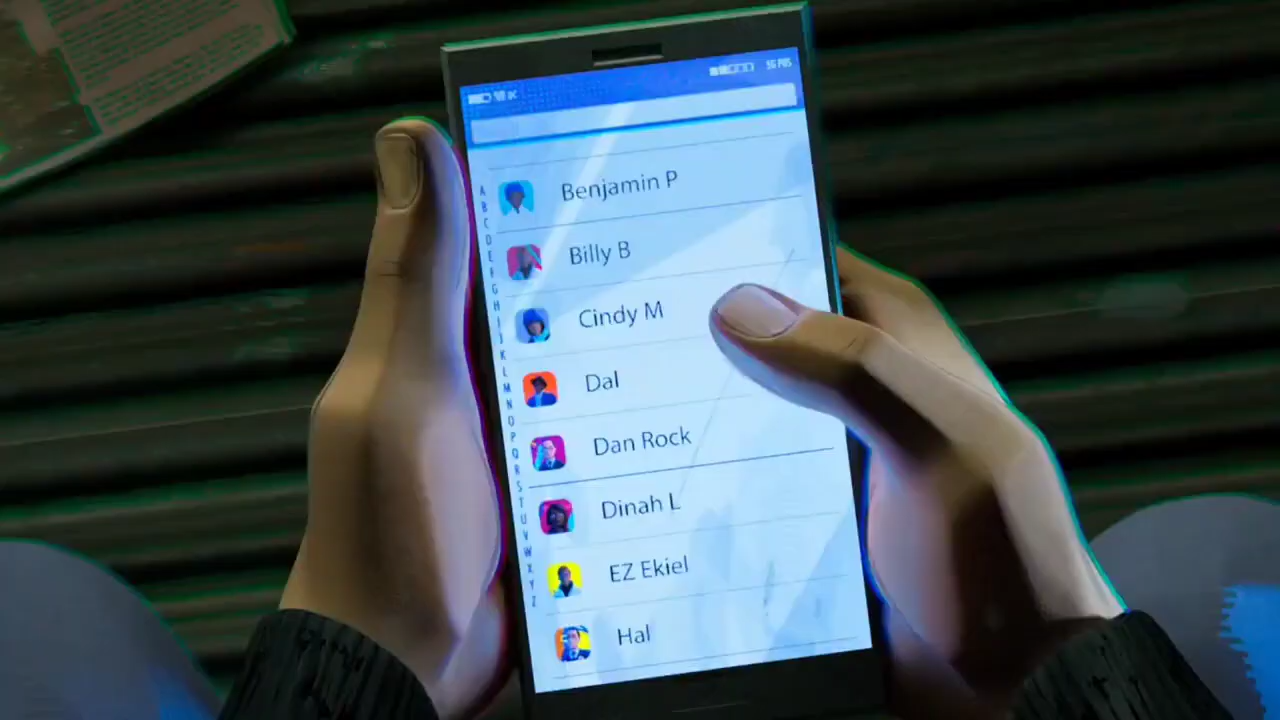 Benjamin P
Billy B
Cindy M
Dal
Dan Rock
Dinah L
EZ Ekiel
Hal
A
B
C
D
E
F
G
H
I
J
K
L
M
N
O
P
Q
R
S
T
U
V
W
X
Y
Z